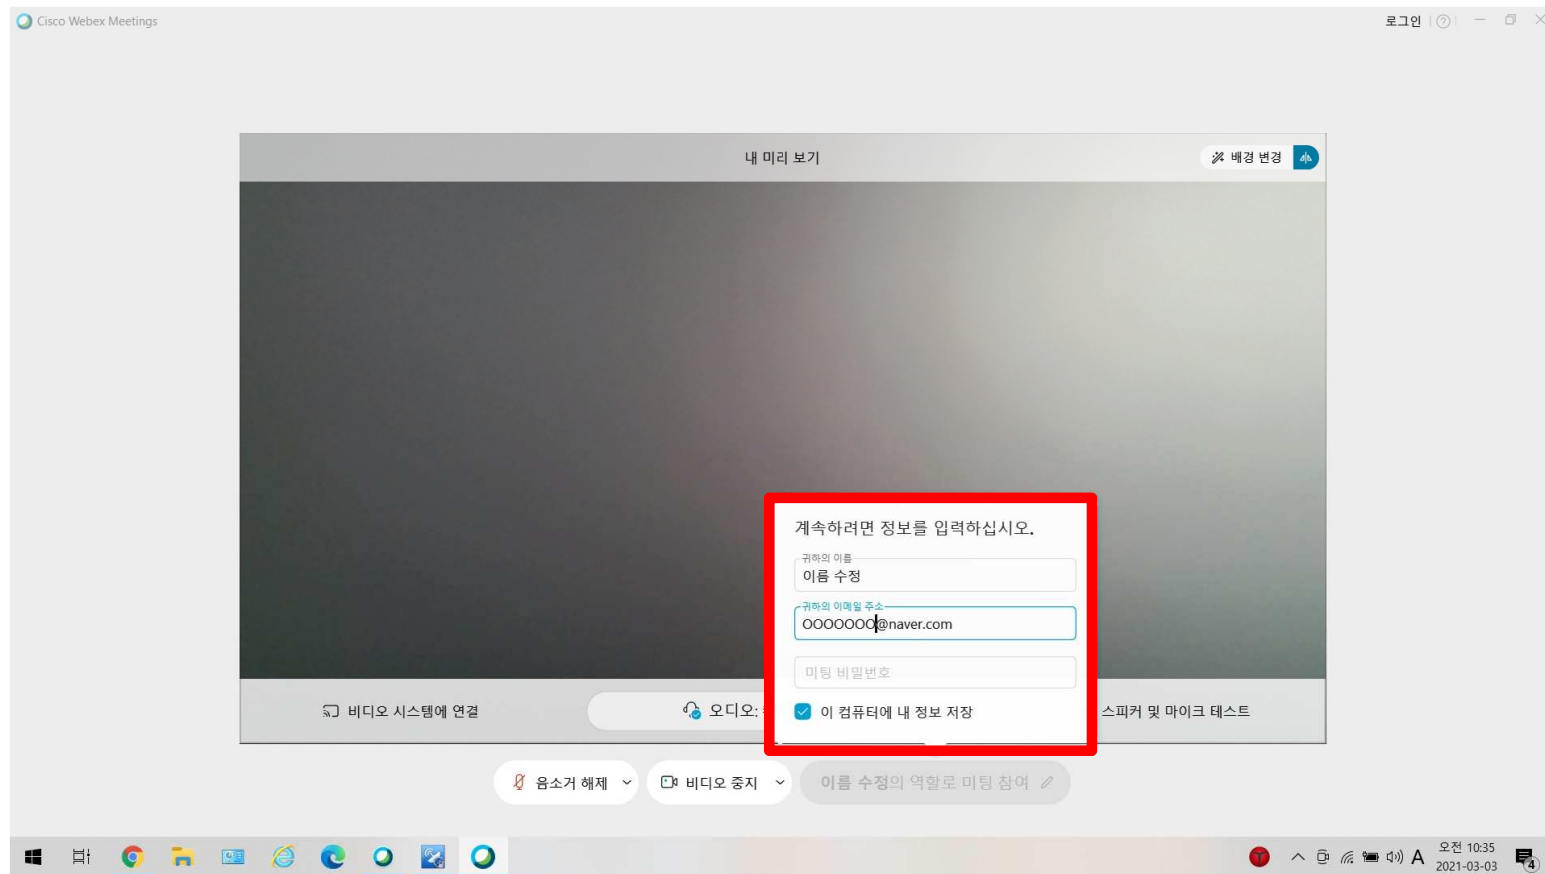 Cisco Webex Meetings
로그인
내 미리 보기
배경 변경
계속하려면 정보를 입력하십시오.
귀하의 이름
이름 수정
귀하의 이메일 주소
OOOOOOO@naver.com
미팅 비밀번호
이 컴퓨터에 내 정보 저장
비디오 시스템에 연결
오디오:
스피커 및 마이크 테스트
음소거 해제
비디오 중지
이름 수정의 역할로 미팅 참여
A
오전 10:35
2021-03-03
4